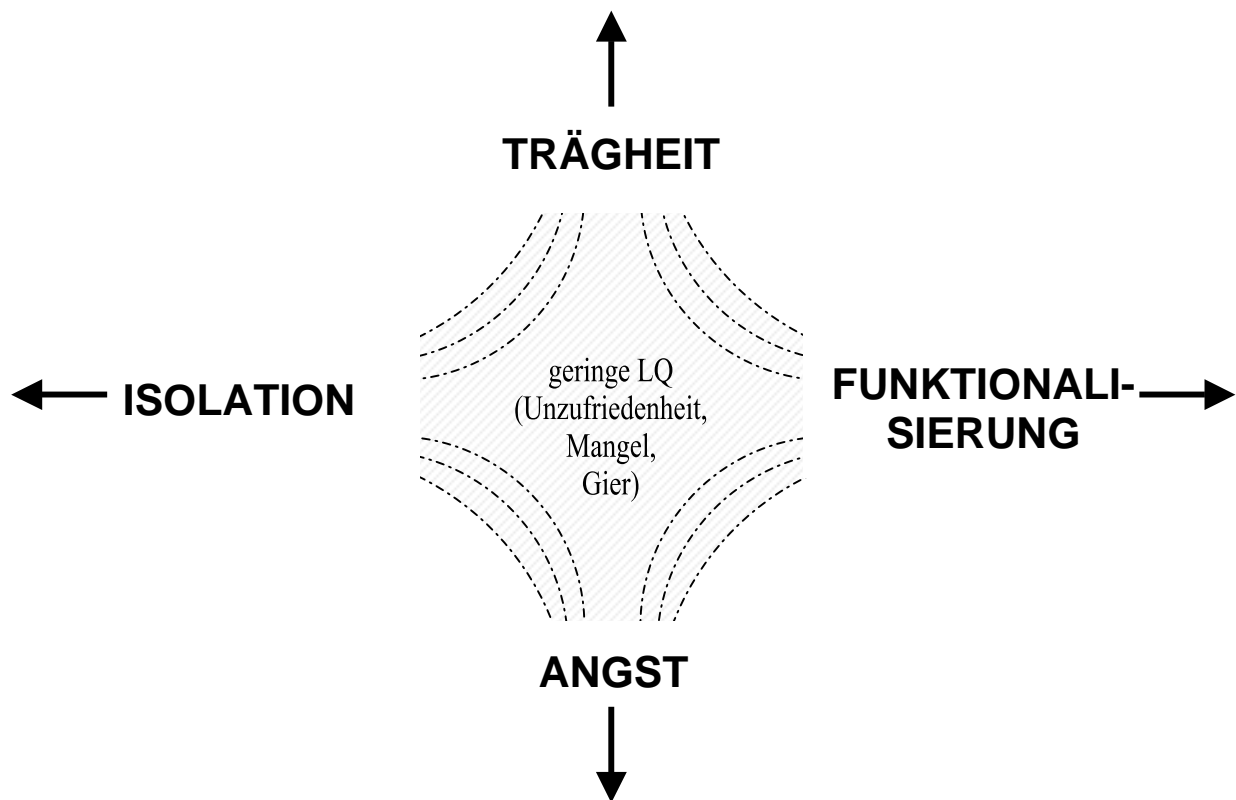 TRÄGHEIT
geringe LQ
(Unzufriedenheit,
Mangel,
Gier)
ISOLATION
FUNKTIONALI-
SIERUNG
ANGST